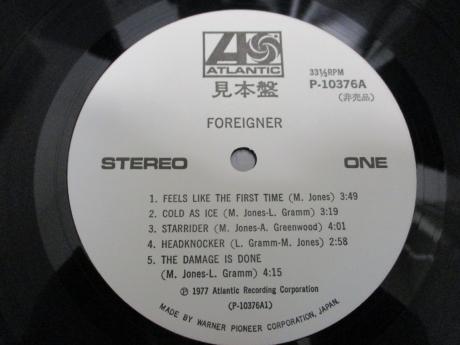 ATLANTIC
見本盤
33⅓RPM
P-10376A
(非売品)
FOREIGNER
STEREO
ONE
1. FEELS LIKE THE FIRST TIME (M. Jones) 3:49
2. COLD AS ICE (M. Jones-L. Gramm) 3:19
3. STARRIDER (M. Jones-A. Greenwood) 4:01
4. HEADKNOCKER (L. Gramm-M. Jones) 2:58
5. THE DAMAGE IS DONE
(M. Jones-L. Gramm) 4:15
℗ 1977 Atlantic Recording Corporation
(P-10376A1)
MADE BY WARNER PIONEER CORPORATION, JAPAN.